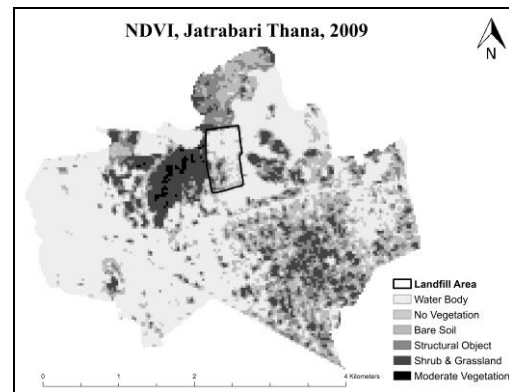 NDVI, Jatrabari Thana, 2009
N
Landfill Area
Water Body
No Vegetation
Bare Soil
Structural Object
Shrub & Grassland
Moderate Vegetation
0 1 2 4 Kilometers